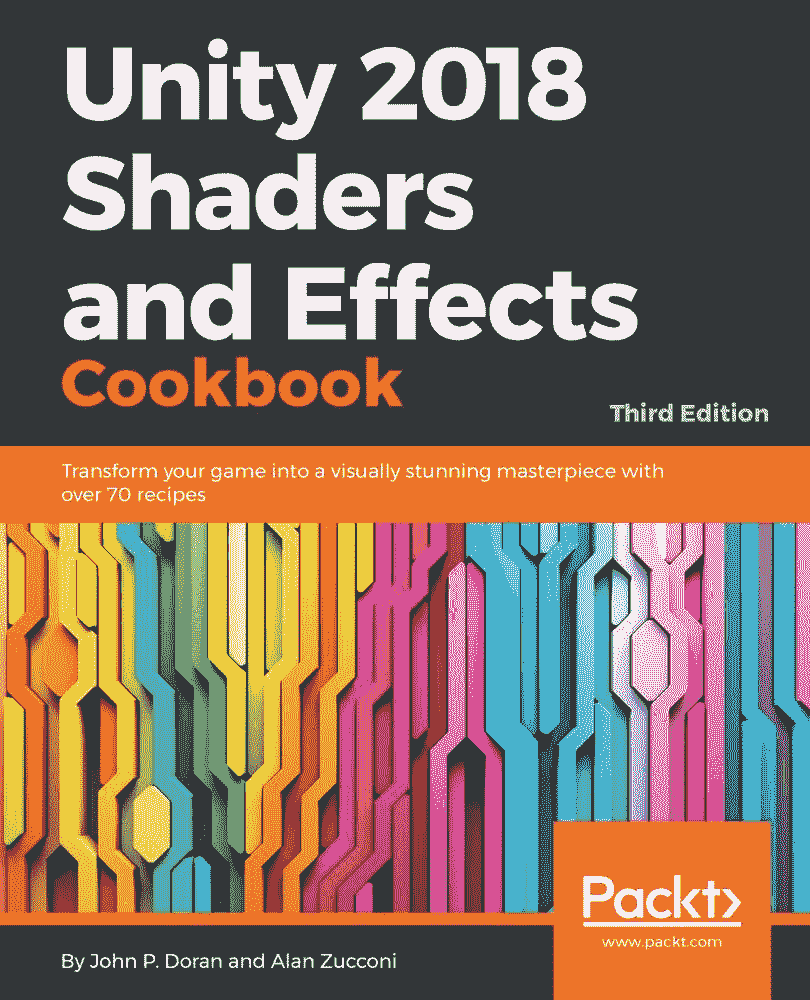 Unity 2018
Shaders
and Effects
Cookbook
Third Edition
Transform your game into a visually stunning masterpiece with
over 70 recipes
Packt>
www.packt.com
By John P. Doran and Alan Zucconi